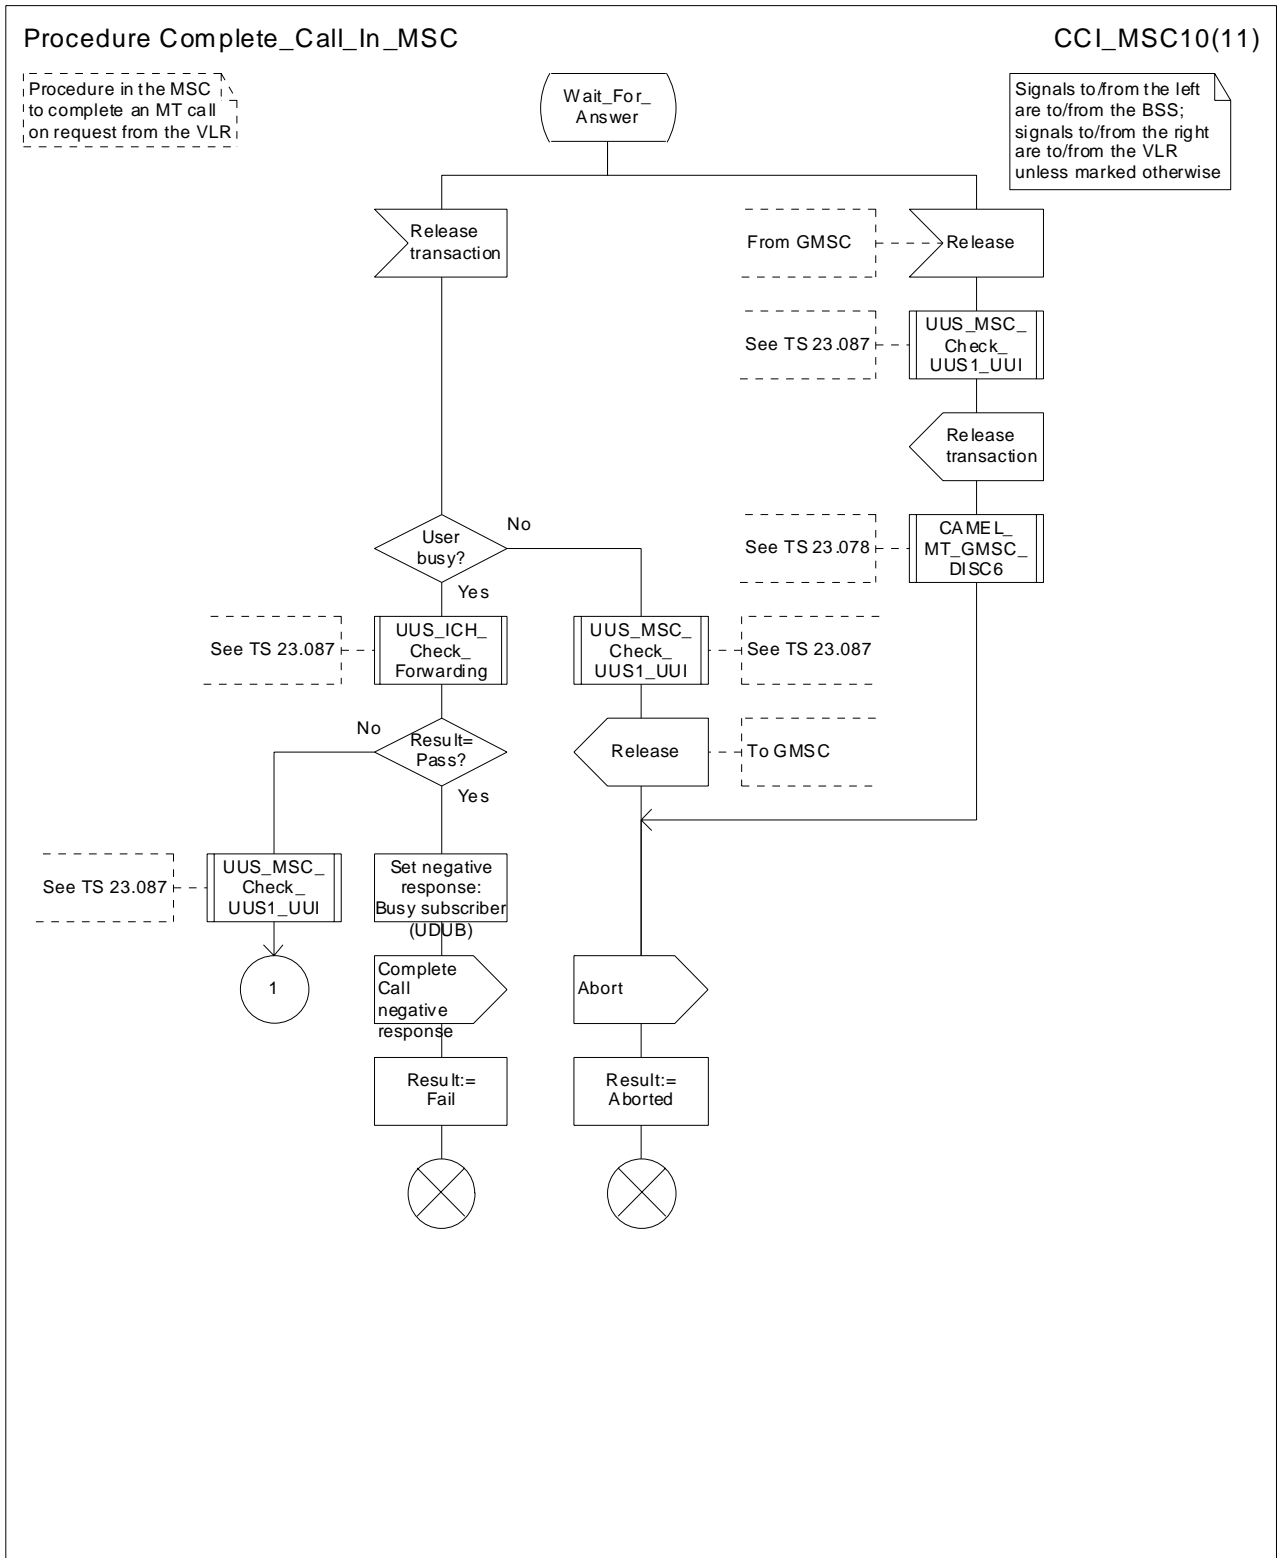 Procedure Complete_Call_In_MSC
CCI_MSC10(11)
Procedure in the MSC
to complete an MT call
on request from the VLR
Wait_For_
Answer
Signals to/from the left
are to/from the BSS;
signals to/from the right
are to/from the VLR
unless marked otherwise
Release
transaction
From GMSC
Release
See TS 23.087
UUS_MSC_
Check_
UUS1_UUI
Release
transaction
User
busy?
No
Yes
See TS 23.078
CAMEL_
MT_GMSC_
DISC6
See TS 23.087
UUS_ICH_
Check_
Forwarding
UUS_MSC_
Check_
UUS1_UUI
See TS 23.087
No
Result=
Pass?
Yes
Release
To GMSC
See TS 23.087
UUS_MSC_
Check_
UUS1_UUI
Set negative
response:
Busy subscriber
(UDUB)
1
Complete
Call
negative
response
Abort
Result:=
Fail
Result:=
Aborted